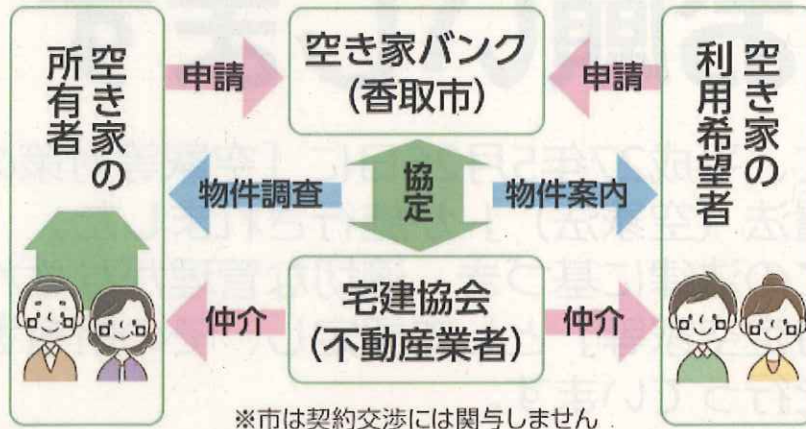 空き家の
所有者
申請
空き家バンク
(香取市)
申請
空き家の
利用希望者
物件調査
協定
物件案内
仲介
宅建協会
(不動産業者)
仲介
※市は契約交渉には関与しません